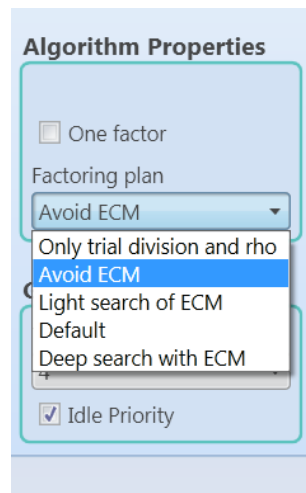 Algorithm Properties
One factor
Factoring plan
Avoid ECM
Only trial division and rho
Avoid ECM
Light search of ECM
Default
Deep search with ECM
Idle Priority